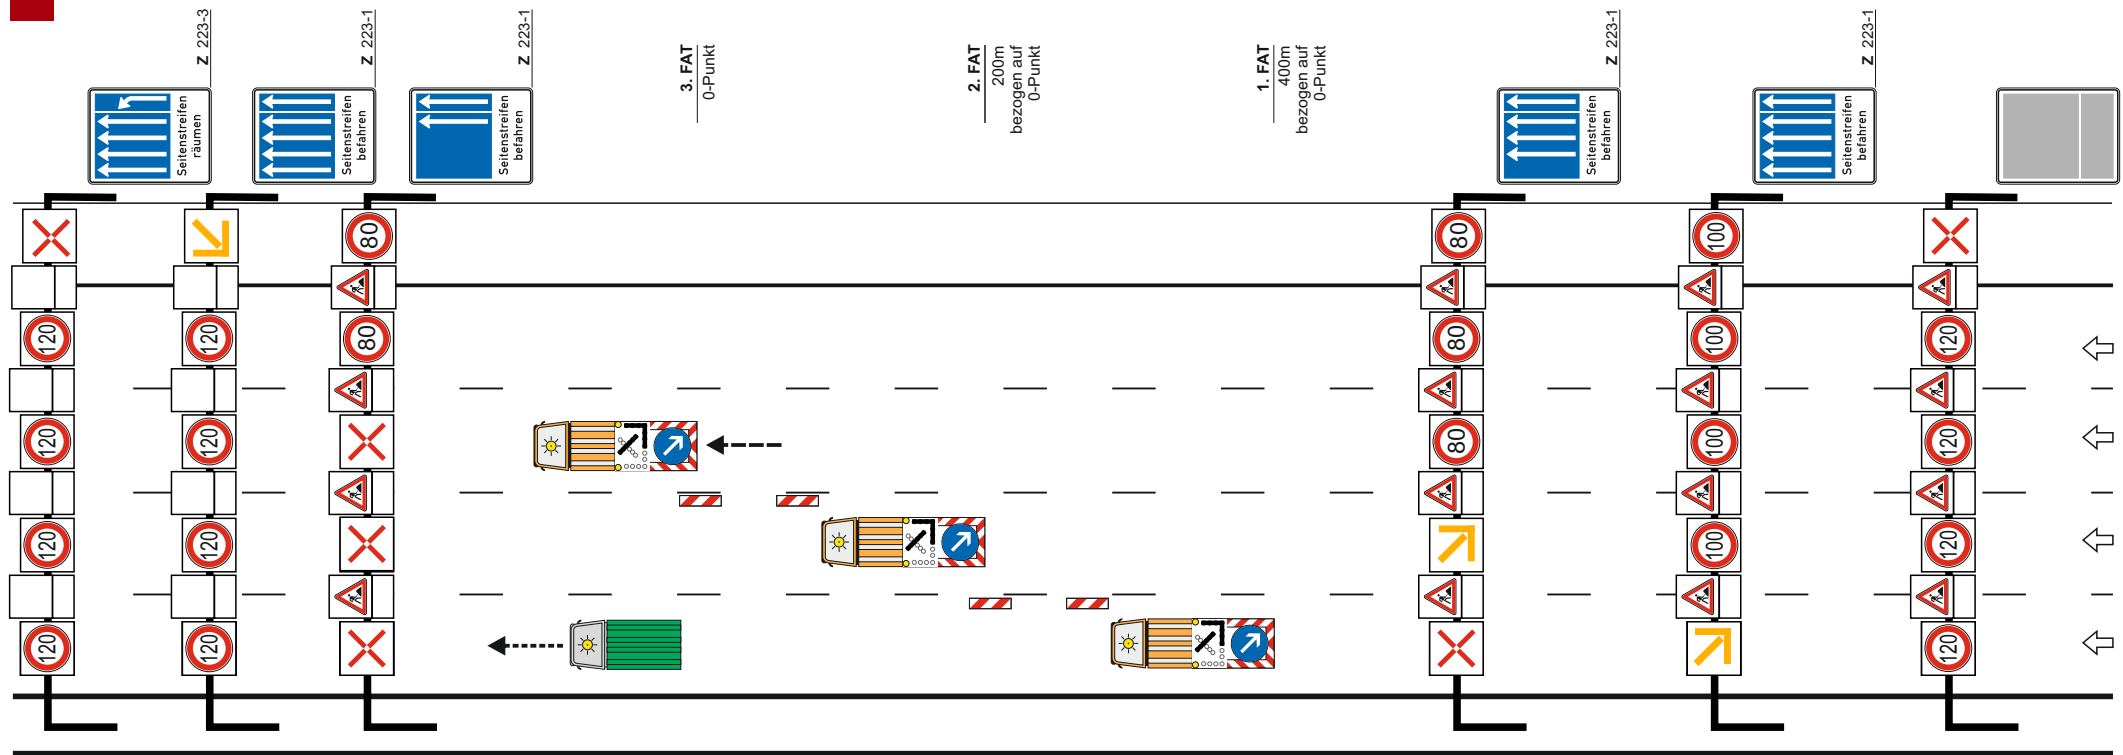 Z 223-3
Seitenstreifen
räumen
Z 223-1
Seitenstreifen
befahren
Z 223-1
Seitenstreifen
befahren
3. FAT
0-Punkt
2. FAT
200m
bezogen auf
0-Punkt
1. FAT
400m
bezogen auf
0-Punkt
Z 223-1
Seitenstreifen
befahren
Z 223-1
Seitenstreifen
befahren
80
80
100
120
120
80
80
100
120
120
120
80
100
120
120
120
100
120
120
120
120